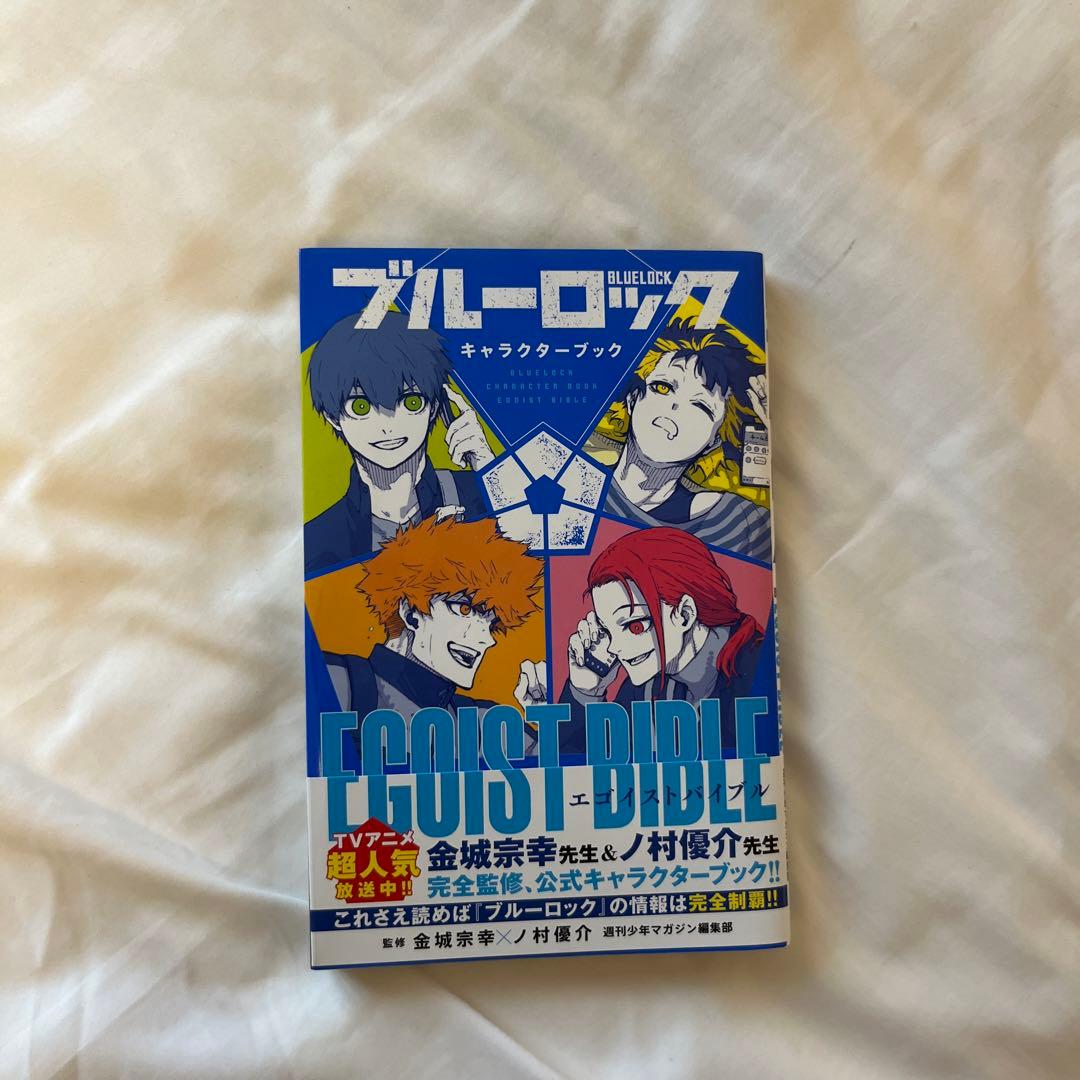 ブルーロック
BLUELOCK
キャラクターブック
BLUELOCK
CHARACTER BOOK
EGOIST BIBLE
EGOIST BIBLE
エゴイストバイブル
TVアニメ
超人気
放送中!!
金城宗幸先生&ノ村優介先生
完全監修、公式キャラクターブック!!
これさえ読めば『ブルーロック』の情報は完全制覇!!
監修 金城宗幸×ノ村優介 週刊少年マガジン編集部